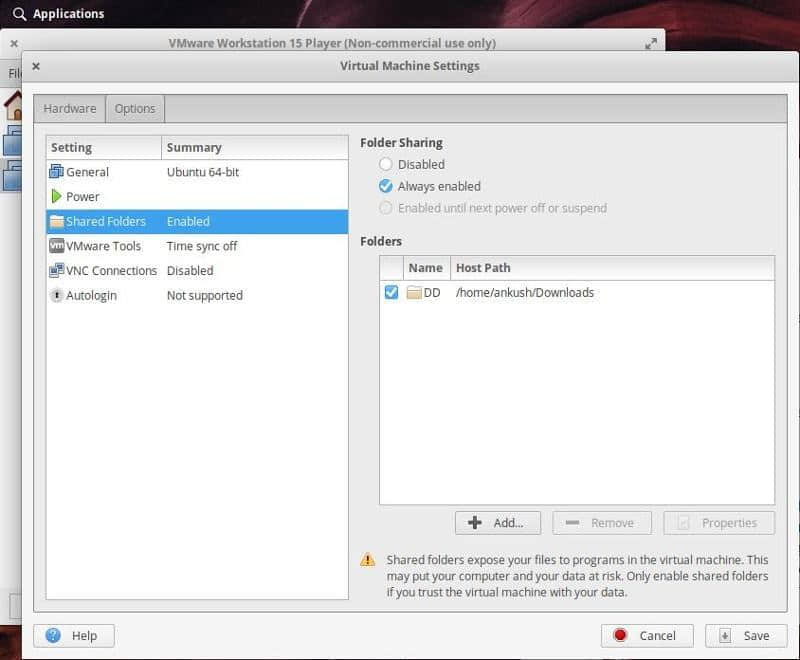 Applications
VMware Workstation 15 Player (Non-commercial use only)
Virtual Machine Settings
Hardware Options
Setting Summary
General Ubuntu 64-bit
Power
Shared Folders Enabled
VMware Tools Time sync off
VNC Connections Disabled
Autologin Not supported
Folder Sharing
Disabled
Always enabled
Enabled until next power off or suspend
Folders
Name Host Path
DD /home/ankush/Downloads
Add... Remove Properties
Shared folders expose your files to programs in the virtual machine. This
may put your computer and your data at risk. Only enable shared folders
if you trust the virtual machine with your data.
Help Cancel Save